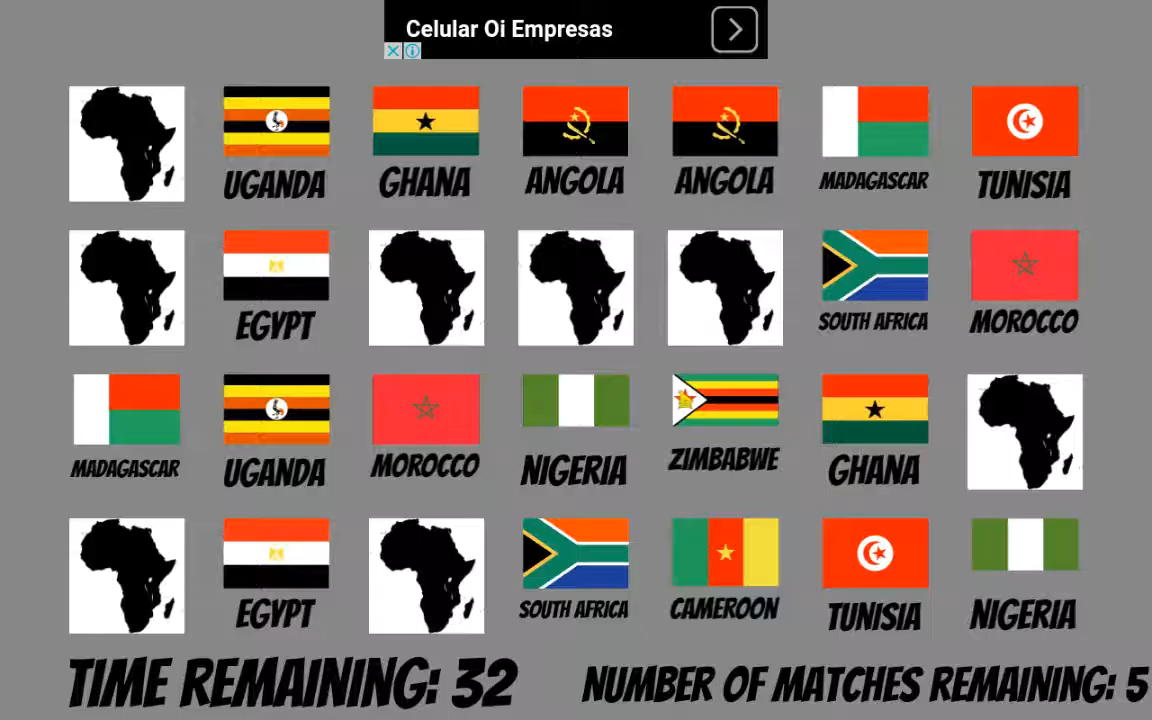 Celular Oi Empresas
UGANDA GHANA ANGOLA ANGOLA MADAGASCAR TUNISIA
EGYPT SOUTH AFRICA MOROCCO
MADAGASCAR UGANDA MOROCCO NIGERIA ZIMBABWE GHANA
EGYPT SOUTH AFRICA CAMEROON TUNISIA NIGERIA
TIME REMAINING: 32 NUMBER OF MATCHES REMAINING: 5